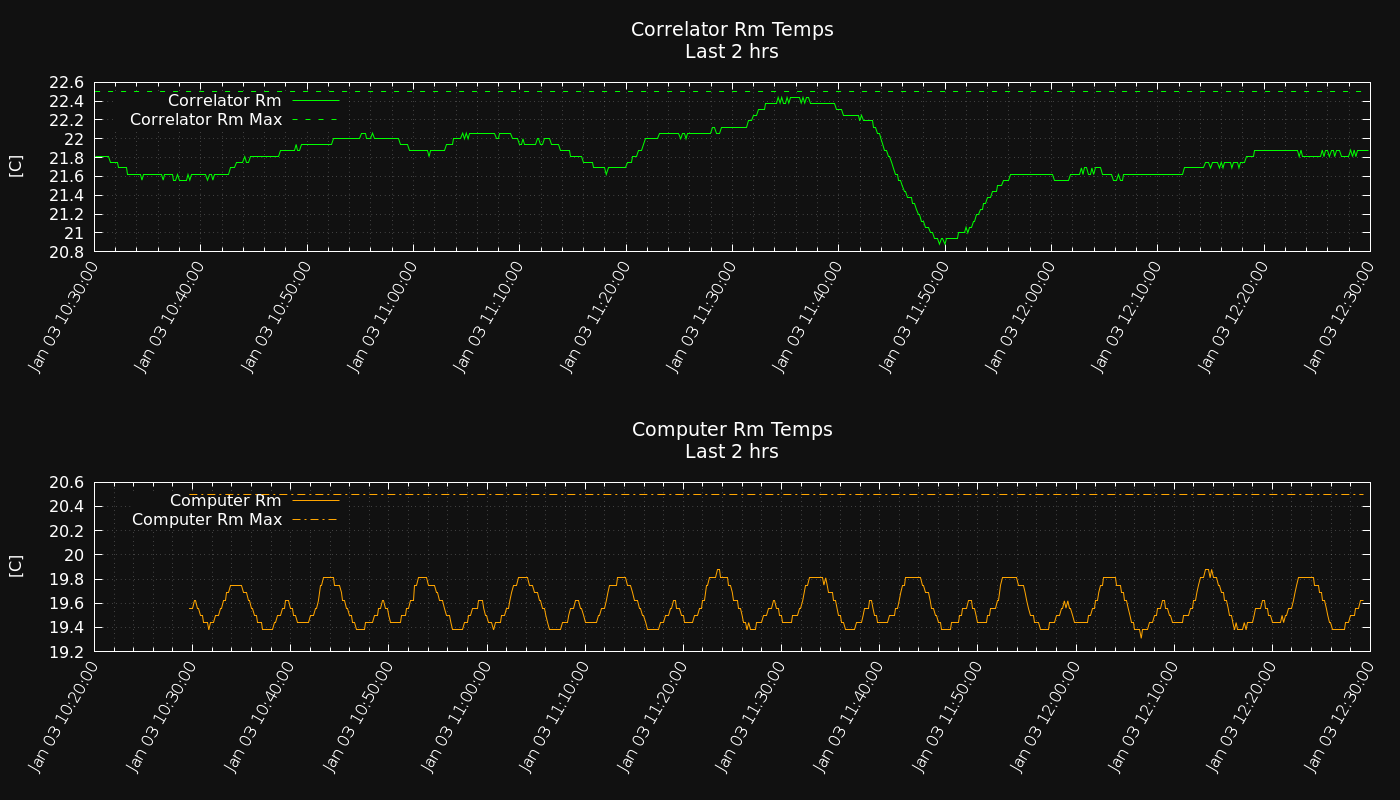 Correlator Rm Temps
Last 2 hrs
22.6
22.4
22.2
22
21.8
21.6
21.4
21.2
21
20.8
[C]
Correlator Rm
Correlator Rm Max
Jan 03 10:30:00
Jan 03 10:40:00
Jan 03 10:50:00
Jan 03 11:00:00
Jan 03 11:10:00
Jan 03 11:20:00
Jan 03 11:30:00
Jan 03 11:40:00
Jan 03 11:50:00
Jan 03 12:00:00
Jan 03 12:10:00
Jan 03 12:20:00
Jan 03 12:30:00
Computer Rm Temps
Last 2 hrs
20.6
20.4
20.2
20
19.8
19.6
19.4
19.2
[C]
Computer Rm
Computer Rm Max
Jan 03 10:20:00
Jan 03 10:30:00
Jan 03 10:40:00
Jan 03 10:50:00
Jan 03 11:00:00
Jan 03 11:10:00
Jan 03 11:20:00
Jan 03 11:30:00
Jan 03 11:40:00
Jan 03 11:50:00
Jan 03 12:00:00
Jan 03 12:10:00
Jan 03 12:20:00
Jan 03 12:30:00